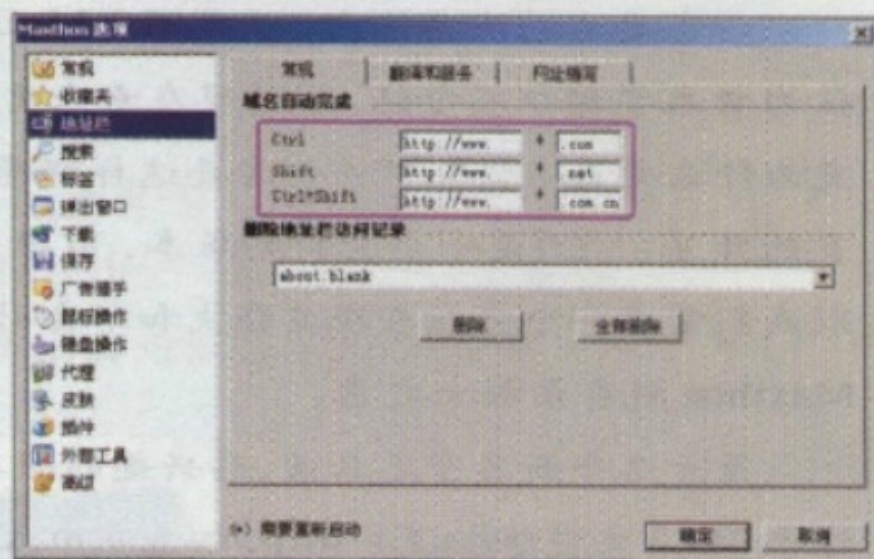 Maxthon 选项
常规
收藏夹
地址栏
搜索
标签
弹出窗口
下载
保存
广告猎手
鼠标操作
键盘操作
代理
皮肤
插件
外部工具
高级
常规 翻译和服务 网址缩写
域名自动完成
Ctrl http://www. + .com
Shift http://www. + .net
Ctrl+Shift http://www. + .com.cn
删除地址栏访问记录
about:blank
删除 全部删除
(*) 需要重新启动
确定 取消